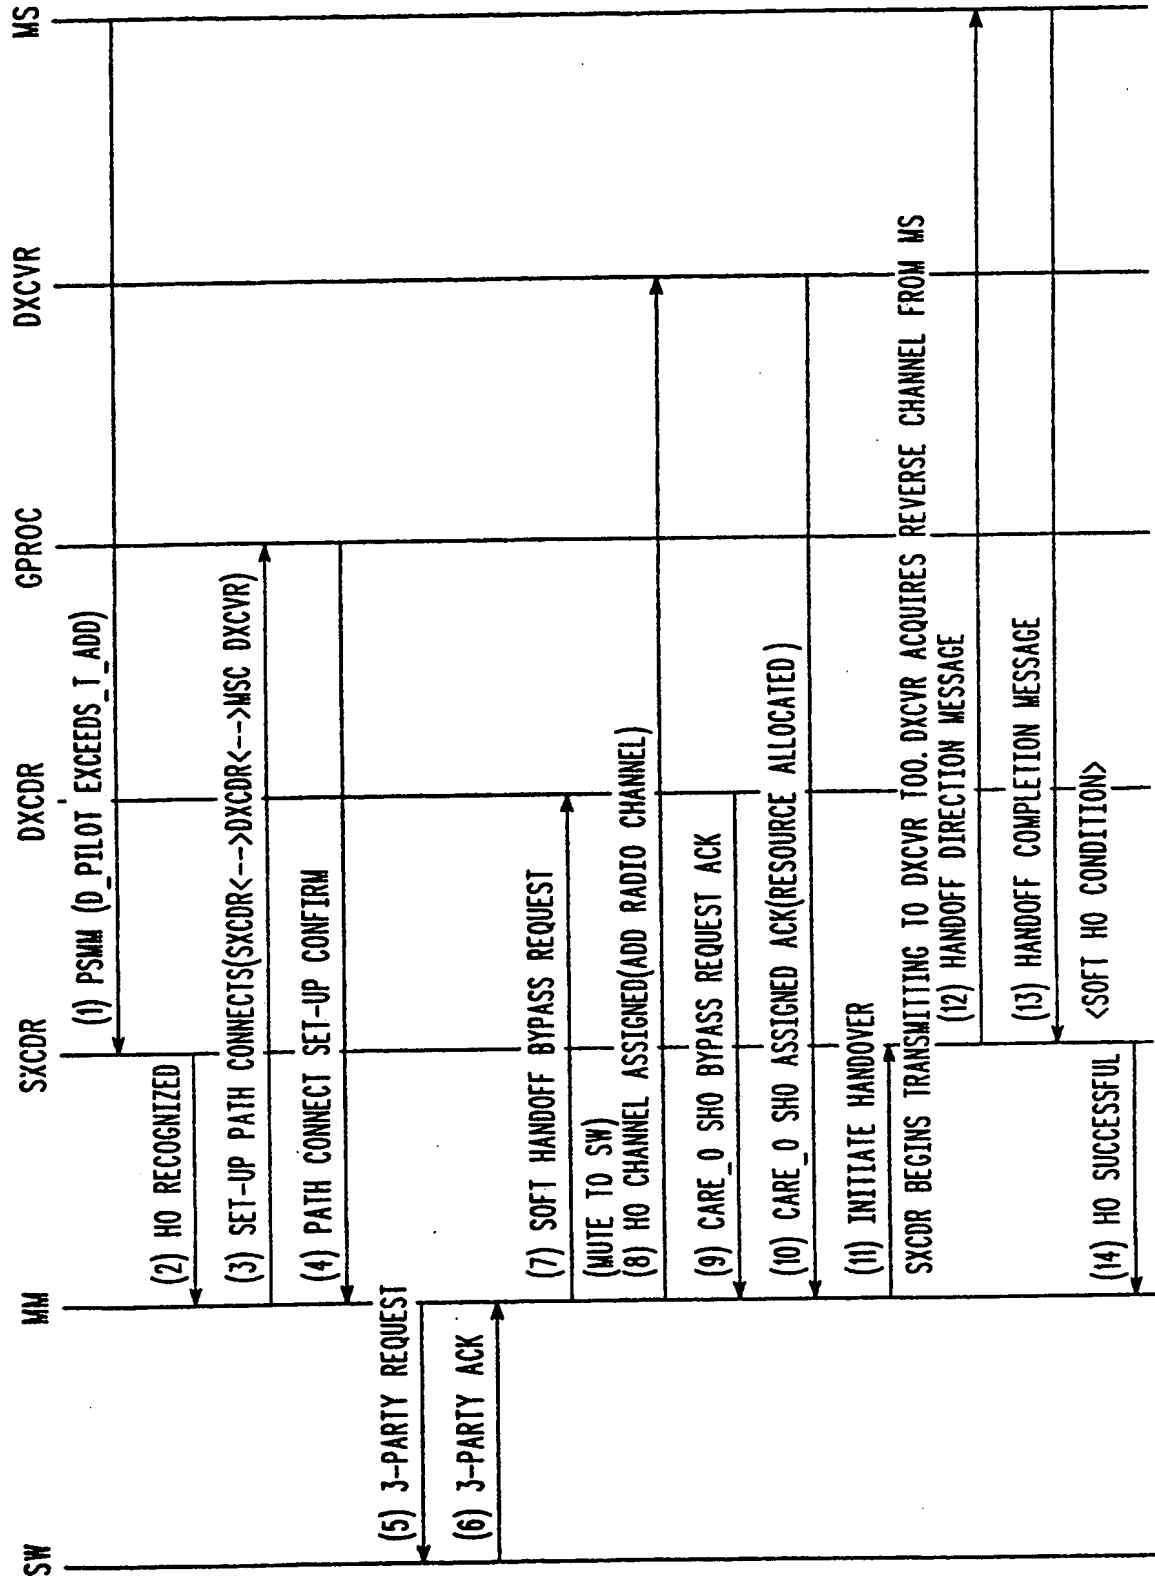 SW
MM
SXCDR
DXCDR
GPROC
DXCVR
MS
(1) PSMM (D_PILOT EXCEEDS_T_ADD)
(2) HO RECOGNIZED
(3) SET-UP PATH CONNECTS(SXCDR<-->DXCDR<-->MSC DXCVR)
(4) PATH CONNECT SET-UP CONFIRM
(5) 3-PARTY REQUEST
(6) 3-PARTY ACK
(7) SOFT HANDOFF BYPASS REQUEST
(MUTE TO SW)
(8) HO CHANNEL ASSIGNED(ADD RADIO CHANNEL)
(9) CARE_O SHO BYPASS REQUEST ACK
(10) CARE_O SHO ASSIGNED ACK(RESOURCE ALLOCATED)
(11) INITIATE HANDOVER
SXCDR BEGINS TRANSMITTING TO DXCVR TOO. DXCVR ACQUIRES REVERSE CHANNEL FROM MS
(12) HANDOFF DIRECTION MESSAGE
(13) HANDOFF COMPLETION MESSAGE
<SOFT HO CONDITION>
(14) HO SUCCESSFUL